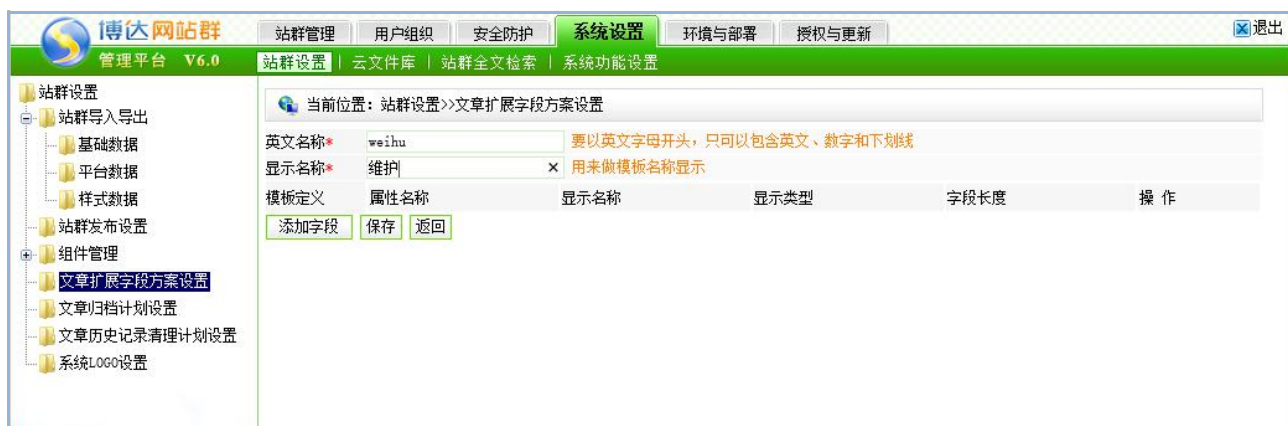 博达网站群
管理平台 V6.0
站群管理 用户组织 安全防护 系统设置 环境与部署 授权与更新 退出
站群设置 | 云文件库 | 站群全文检索 | 系统功能设置
站群设置
站群导入导出
基础数据
平台数据
样式数据
站群发布设置
组件管理
文章扩展字段方案设置
文章归档计划设置
文章历史记录清理计划设置
系统LOGO设置
当前位置：站群设置>>文章扩展字段方案设置
英文名称* weihu 要以英文字母开头，只可以包含英文、数字和下划线
显示名称* 维护 用来做模板名称显示
模板定义 属性名称 显示名称 显示类型 字段长度 操 作
添加字段 保存 返回